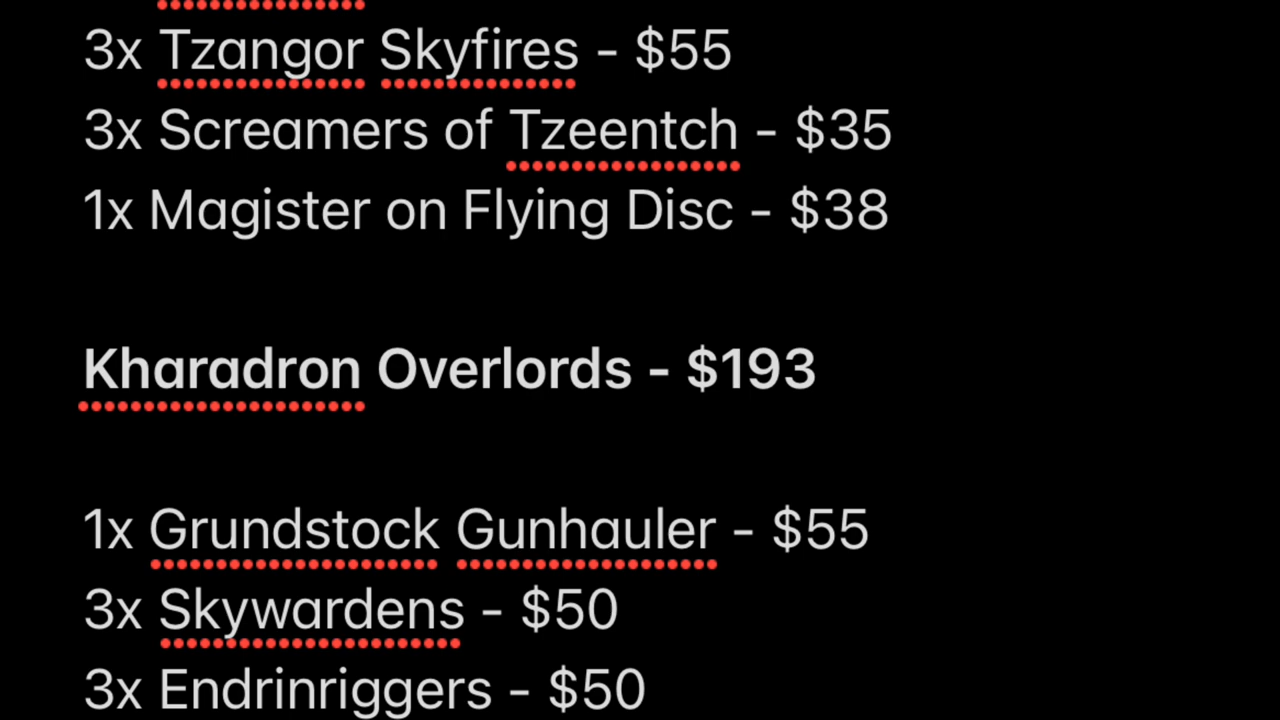 3x Tzangor Skyfires - $55
3x Screamers of Tzeentch - $35
1x Magister on Flying Disc - $38
Kharadron Overlords - $193
1x Grundstock Gunhauler - $55
3x Skywardens - $50
3x Endrinriggers - $50